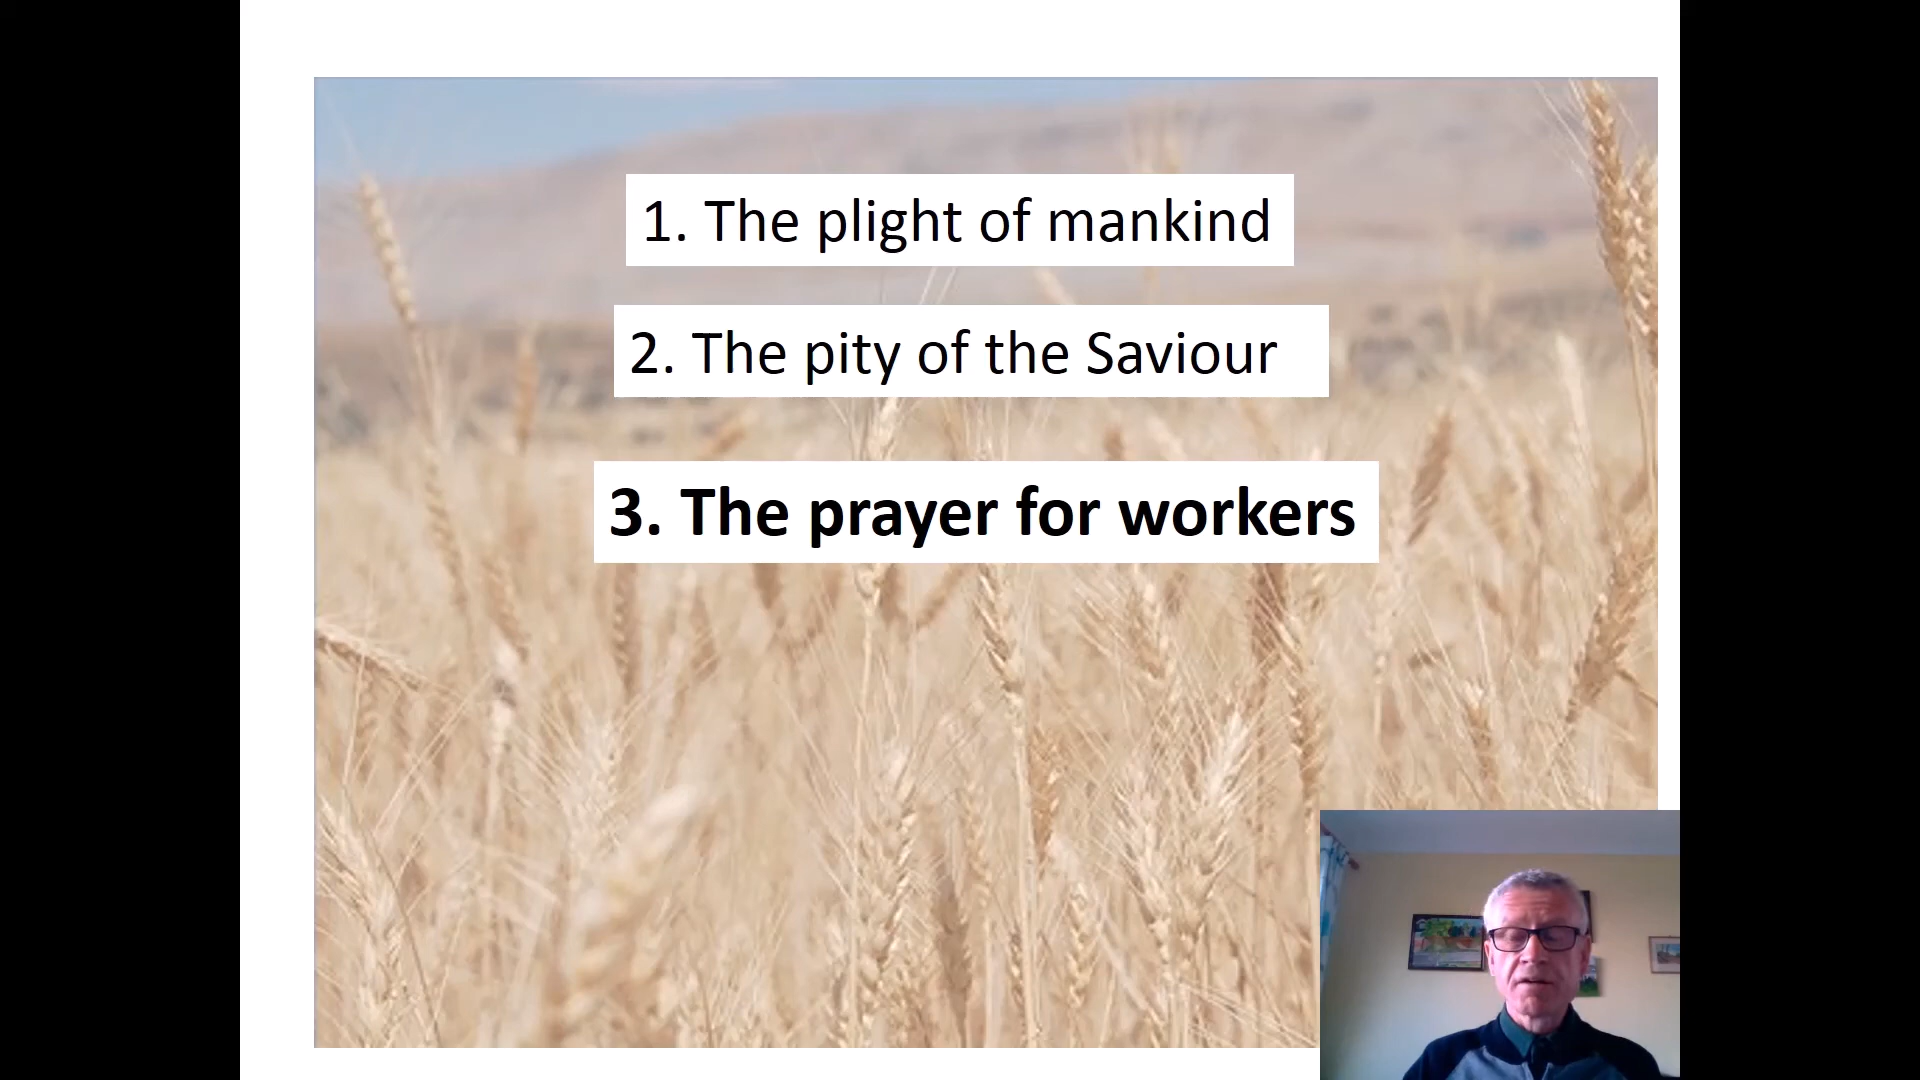 1. The plight of mankind
2. The pity of the Saviour
3. The prayer for workers